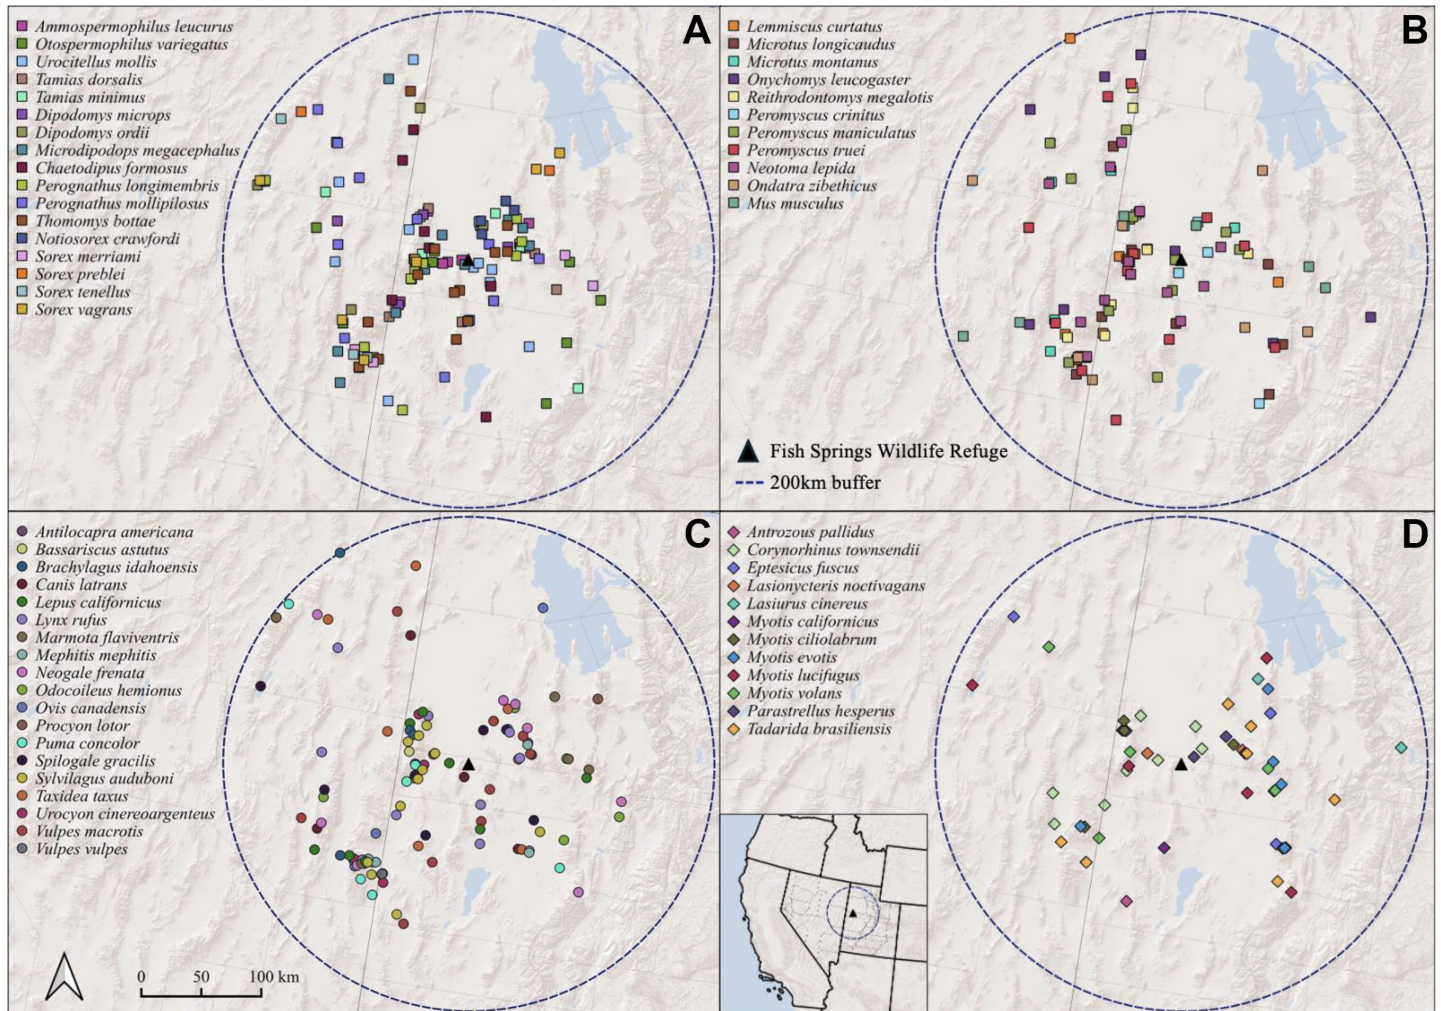 A
Ammospermophilus leucurus
Otospermophilus variegatus
Urocitellus mollis
Tamias dorsalis
Tamias minimus
Dipodomys microps
Dipodomys ordii
Microdipodops megacephalus
Chaetodipus formosus
Perognathus longimembris
Perognathus mollipilosus
Thomomys bottae
Notiosorex crawfordi
Sorex merriami
Sorex preblei
Sorex tenellus
Sorex vagrans
B
Lemmiscus curtatus
Microtus longicaudus
Microtus montanus
Onychomys leucogaster
Reithrodontomys megalotis
Peromyscus crinitus
Peromyscus maniculatus
Peromyscus truei
Neotoma lepida
Ondatra zibethicus
Mus musculus
Fish Springs Wildlife Refuge
200km buffer
C
Antilocapra americana
Bassariscus astutus
Brachylagus idahoensis
Canis latrans
Lepus californicus
Lynx rufus
Marmota flaviventris
Mephitis mephitis
Neogale frenata
Odocoileus hemionus
Ovis canadensis
Procyon lotor
Puma concolor
Spilogale gracilis
Sylvilagus auduboni
Taxidea taxus
Urocyon cinereoargenteus
Vulpes macrotis
Vulpes vulpes
0 50 100 km
D
Antrozous pallidus
Corynorhinus townsendii
Eptesicus fuscus
Lasionycteris noctivagans
Lasiurus cinereus
Myotis californicus
Myotis ciliolabrum
Myotis evotis
Myotis lucifugus
Myotis volans
Parastrellus hesperus
Tadarida brasiliensis